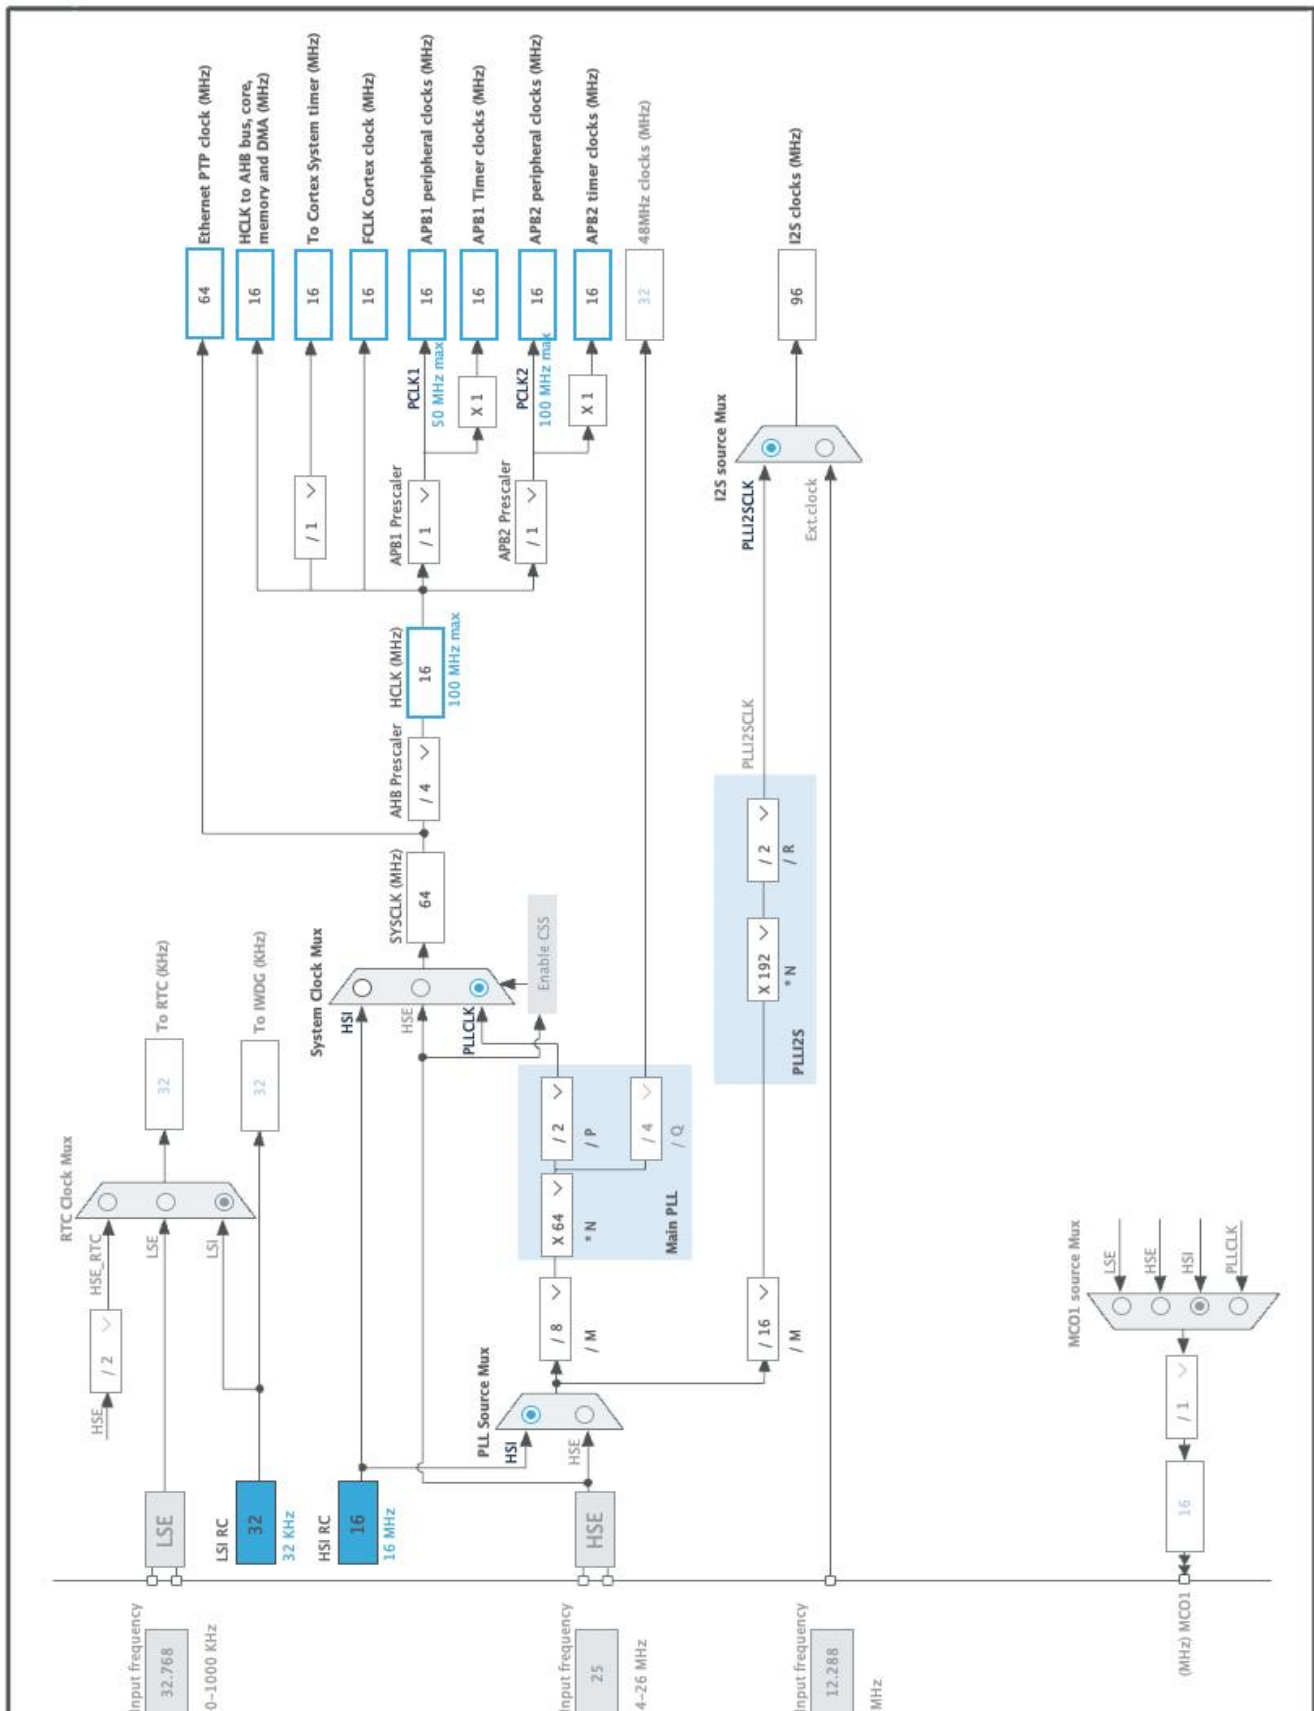 Input frequency
32.768
0-1000 KHz
LSE
HSE
/ 2
HSE_RTC
LSE
LSI
RTC Clock Mux
32
To RTC (KHz)
LSI RC
32
32 KHz
32
To IWDG (KHz)
HSI RC
16
16 MHz
System Clock Mux
HSI
HSE
PLLCLK
Enable CSS
SYSCLK (MHz)
64
AHB Prescaler
/ 4
HCLK (MHz)
16
100 MHz max
64
Ethernet PTP clock (MHz)
16
HCLK to AHB bus, core,
memory and DMA (MHz)
/ 1
16
To Cortex System timer (MHz)
16
FCLK Cortex clock (MHz)
APB1 Prescaler
/ 1
PCLK1
50 MHz max
16
APB1 peripheral clocks (MHz)
X 1
16
APB1 Timer clocks (MHz)
APB2 Prescaler
/ 1
PCLK2
100 MHz max
16
APB2 peripheral clocks (MHz)
X 1
16
APB2 timer clocks (MHz)
32
48MHz clocks (MHz)
Input frequency
25
4-26 MHz
HSE
PLL Source Mux
HSI
HSE
/ 8
/ M
X 64
* N
/ 2
/ P
/ 4
/ Q
Main PLL
/ 16
/ M
X 192
* N
/ 2
/ R
PLLI2S
PLLI2SCLK
I2S source Mux
PLLI2SCLK
Ext.clock
96
I2S clocks (MHz)
Input frequency
12.288
MHz
MCO1 source Mux
LSE
HSE
HSI
PLLCLK
/ 1
16
(MHz) MCO1